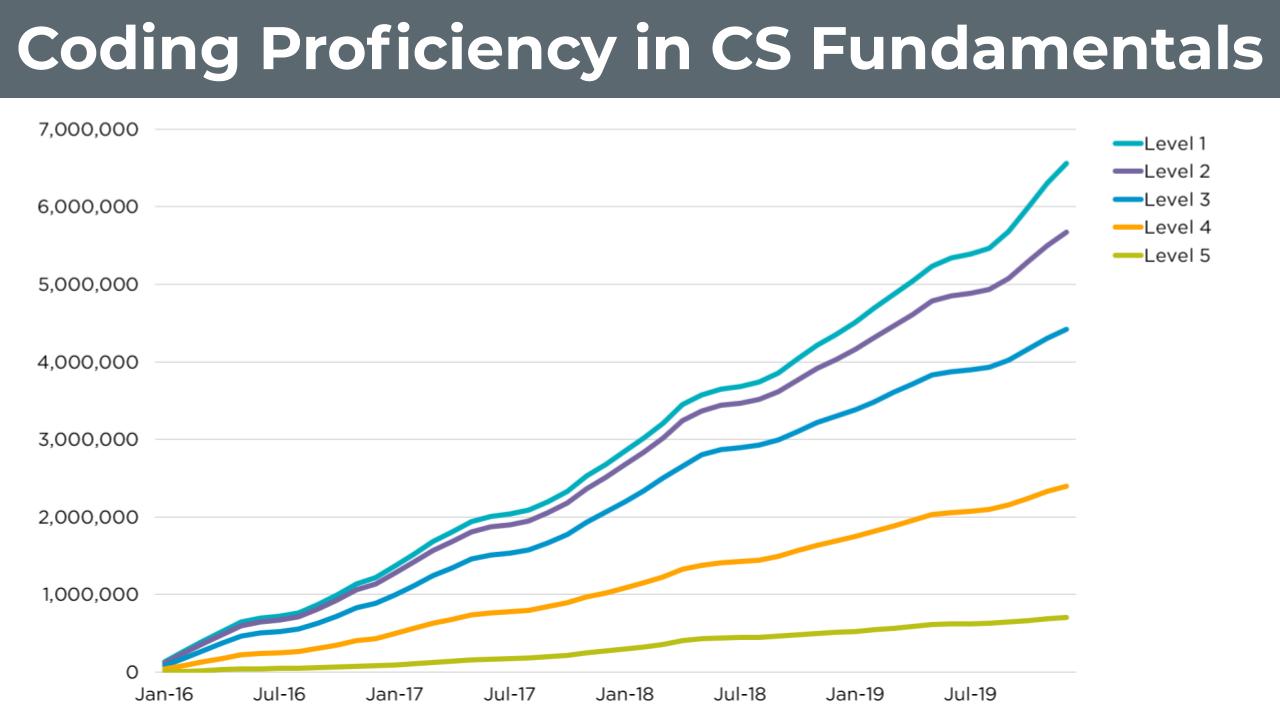 Coding Proficiency in CS Fundamentals
7,000,000
6,000,000
5,000,000
4,000,000
3,000,000
2,000,000
1,000,000
0
Jan-16 Jul-16 Jan-17 Jul-17 Jan-18 Jul-18 Jan-19 Jul-19
Level 1
Level 2
Level 3
Level 4
Level 5